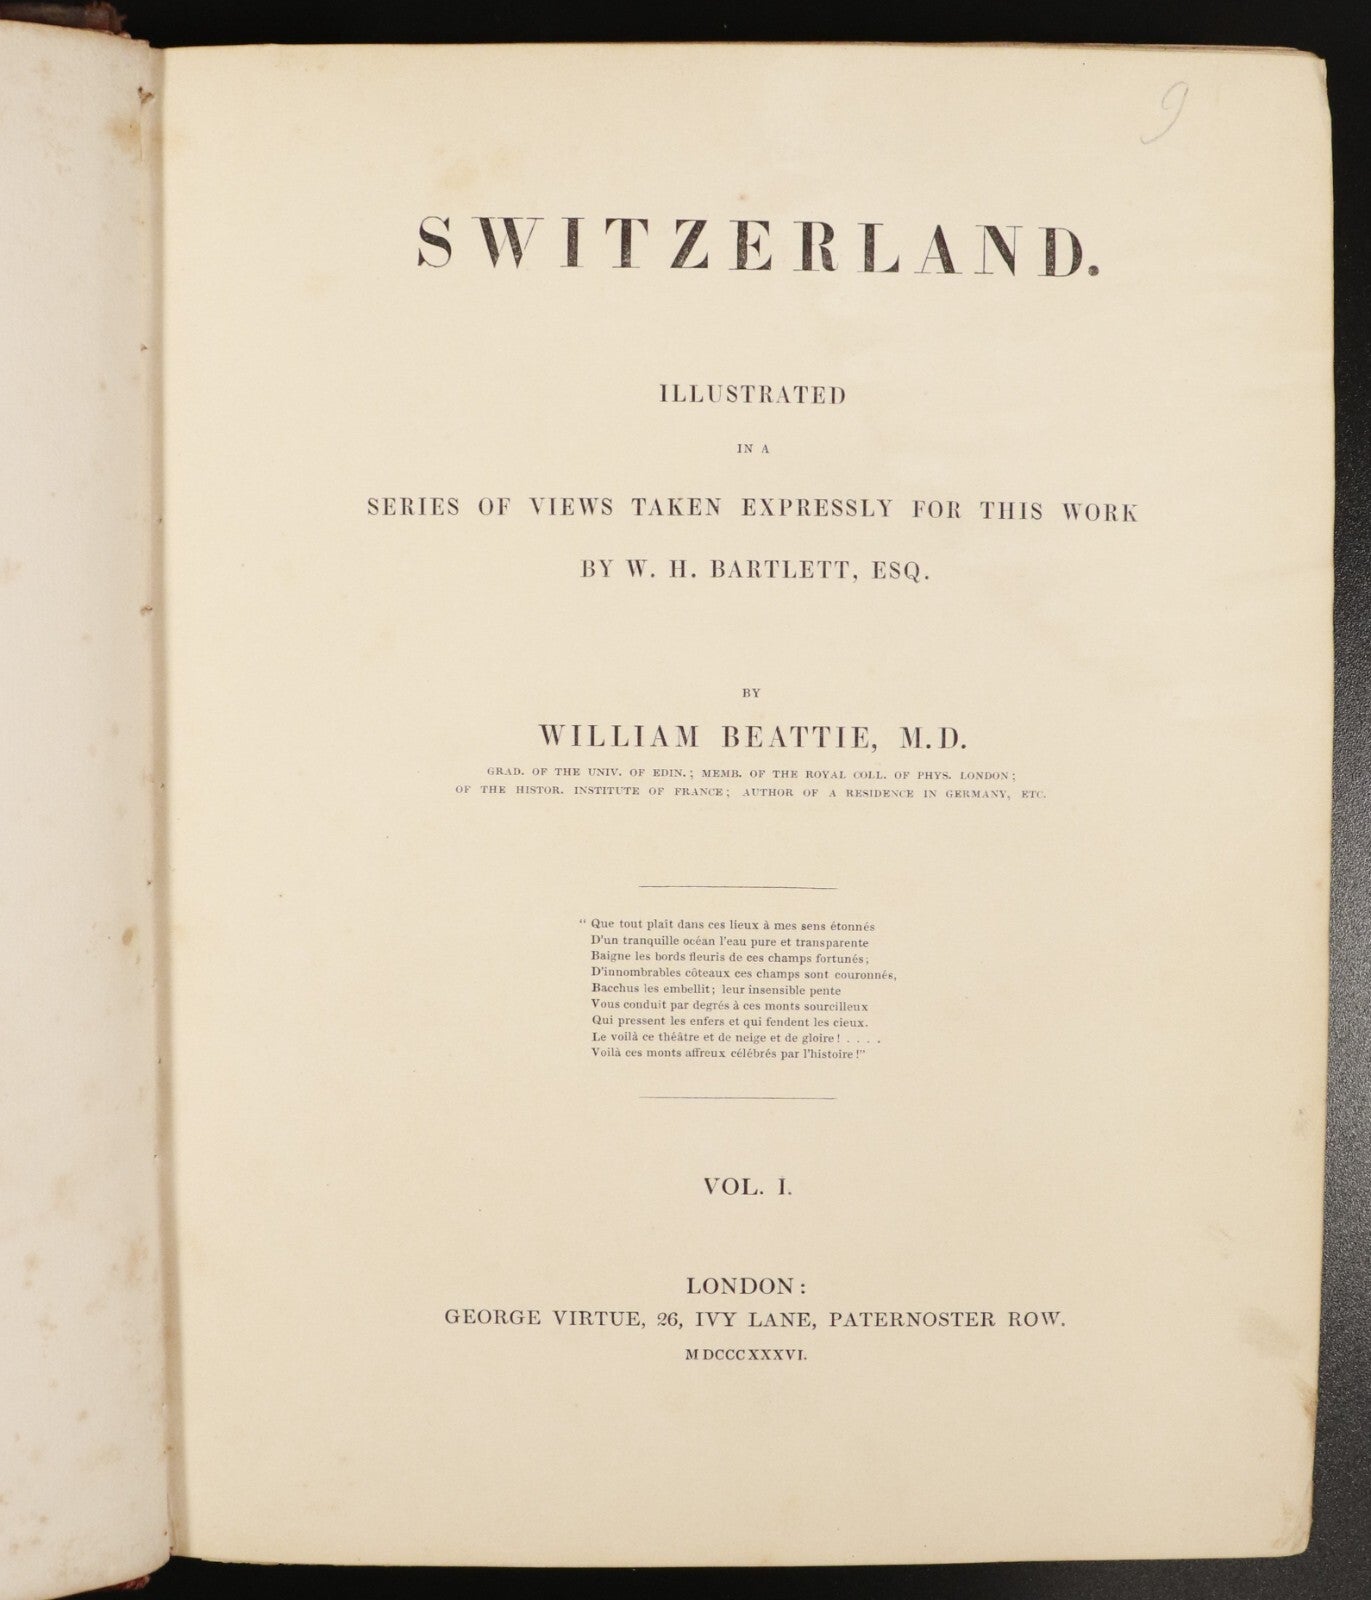 9
SWITZERLAND.
ILLUSTRATED
IN A
SERIES OF VIEWS TAKEN EXPRESSLY FOR THIS WORK
BY W. H. BARTLETT, ESQ.
BY
WILLIAM BEATTIE, M.D.
GRAD. OF THE UNIV. OF EDIN.; MEMB. OF THE ROYAL COLL. OF PHYS. LONDON;
OF THE HISTOR. INSTITUTE OF FRANCE; AUTHOR OF A RESIDENCE IN GERMANY, ETC.
“ Que tout plaît dans ces lieux à mes sens étonnés
D'un tranquille océan l'eau pure et transparente
Baigne les bords fleuris de ces champs fortunés;
D'innombrables côteaux ces champs sont couronnés,
Bacchus les embellit; leur insensible pente
Vous conduit par degrés à ces monts sourcilleux
Qui pressent les enfers et qui fendent les cieux.
Le voilà ce théâtre et de neige et de gloire! . . . .
Voilà ces monts affreux célébrés par l'histoire!”
VOL. I.
LONDON:
GEORGE VIRTUE, 26, IVY LANE, PATERNOSTER ROW.
MDCCCXXXVI.